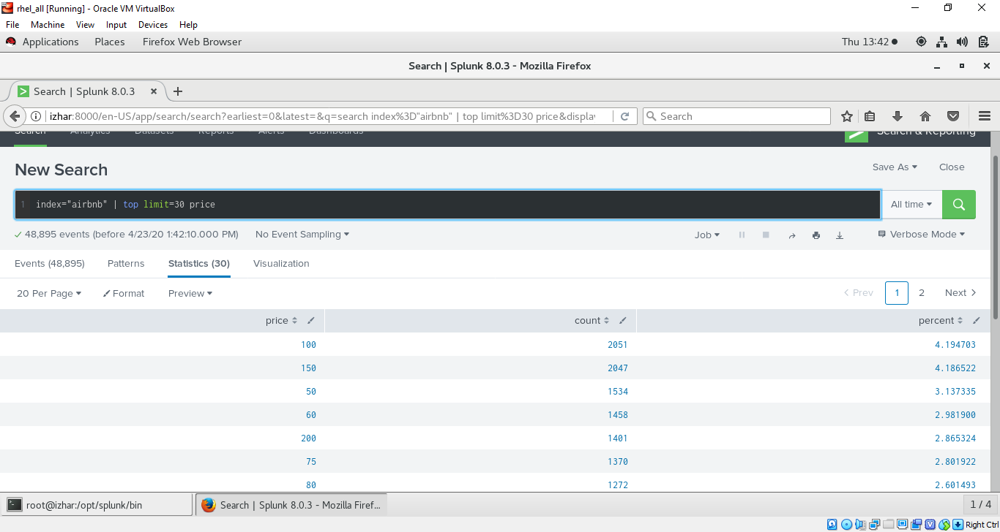 rhel_all [Running] - Oracle VM VirtualBox
File Machine View Input Devices Help
Applications Places Firefox Web Browser Thu 13:42
Search | Splunk 8.0.3 - Mozilla Firefox
Search | Splunk 8.0.3
izhar:8000/en-US/app/search/search?earliest=0&latest=&q=search index%3D"airbnb" | top limit%3D30 price&display Search
Search Analytics Datasets Reports Alerts Dashboards Search & Reporting
New Search Save As Close
1 index="airbnb" | top limit=30 price All time
48,895 events (before 4/23/20 1:42:10.000 PM) No Event Sampling Job Verbose Mode
Events (48,895) Patterns Statistics (30) Visualization
20 Per Page Format Preview Prev 1 2 Next
price count percent
100 2051 4.194703
150 2047 4.186522
50 1534 3.137335
60 1458 2.981900
200 1401 2.865324
75 1370 2.801922
80 1272 2.601493
root@izhar:/opt/splunk/bin Search | Splunk 8.0.3 - Mozilla Firef... 1 / 4
Right Ctrl